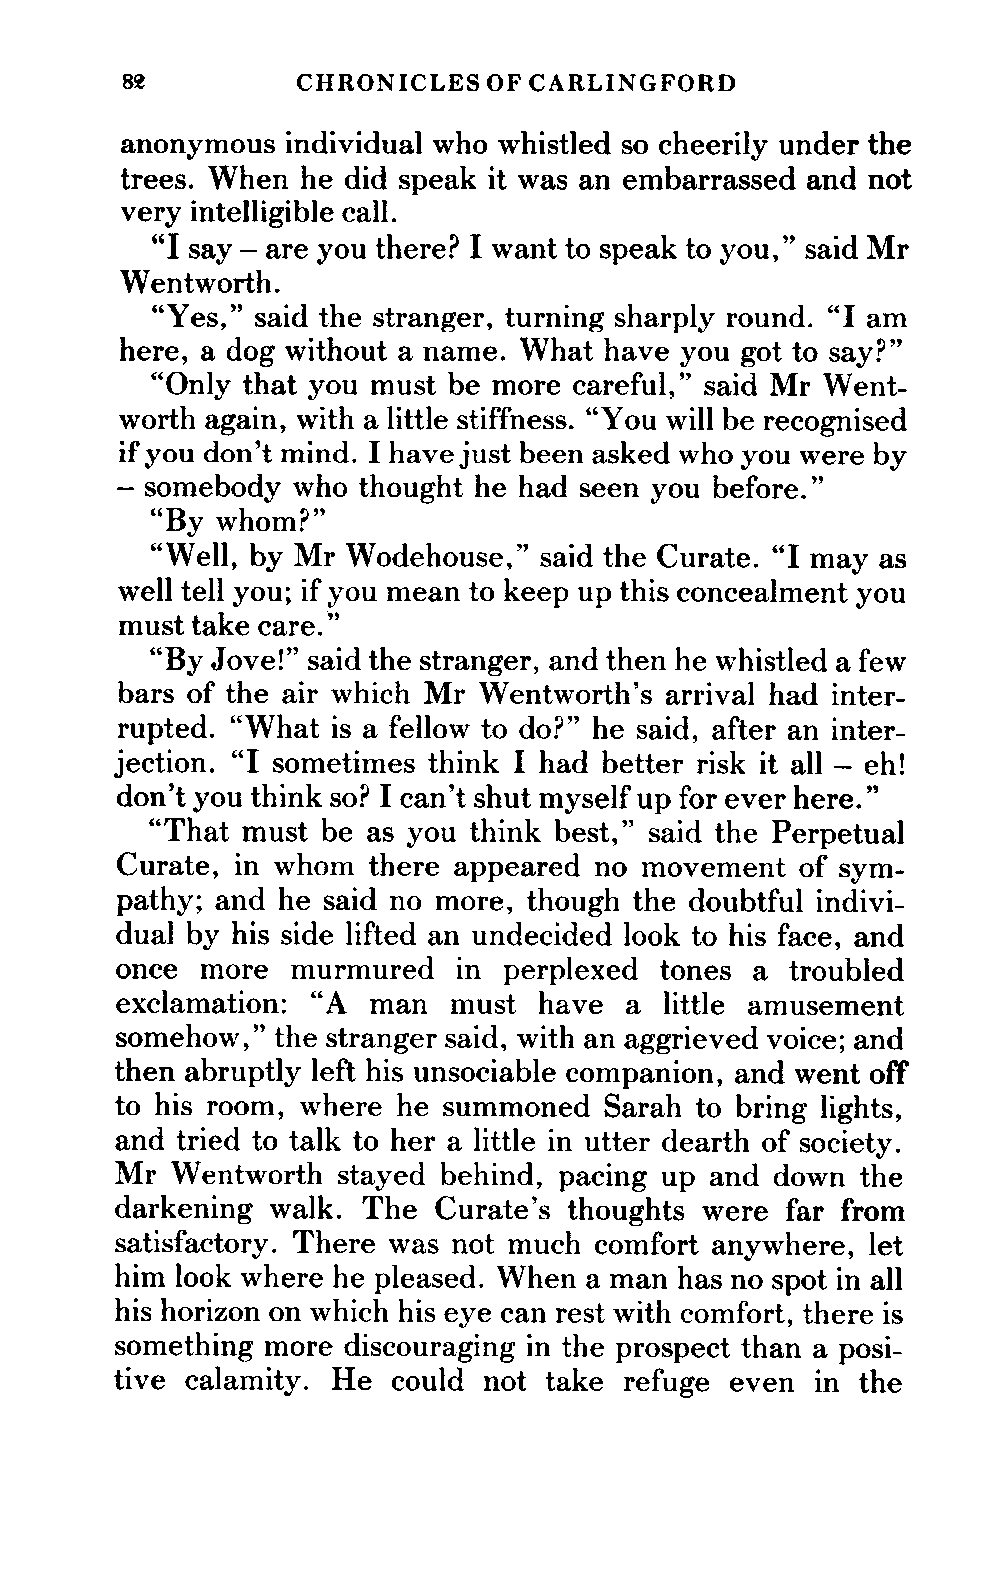 82 CHRONICLES OF CARLINGFORD
anonymous individual who whistled so cheerily under the
trees. When he did speak it was an embarrassed and not
very intelligible call.
“I say – are you there? I want to speak to you,” said Mr
Wentworth.
“Yes,” said the stranger, turning sharply round. “I am
here, a dog without a name. What have you got to say?”
“Only that you must be more careful,” said Mr Went-
worth again, with a little stiffness. “You will be recognised
if you don’t mind. I have just been asked who you were by
– somebody who thought he had seen you before.”
“By whom?”
“Well, by Mr Wodehouse,” said the Curate. “I may as
well tell you; if you mean to keep up this concealment you
must take care.”
“By Jove!” said the stranger, and then he whistled a few
bars of the air which Mr Wentworth’s arrival had inter-
rupted. “What is a fellow to do?” he said, after an inter-
jection. “I sometimes think I had better risk it all – eh!
don’t you think so? I can’t shut myself up for ever here.”
“That must be as you think best,” said the Perpetual
Curate, in whom there appeared no movement of sym-
pathy; and he said no more, though the doubtful indivi-
dual by his side lifted an undecided look to his face, and
once more murmured in perplexed tones a troubled
exclamation: “A man must have a little amusement
somehow,” the stranger said, with an aggrieved voice; and
then abruptly left his unsociable companion, and went off
to his room, where he summoned Sarah to bring lights,
and tried to talk to her a little in utter dearth of society.
Mr Wentworth stayed behind, pacing up and down the
darkening walk. The Curate’s thoughts were far from
satisfactory. There was not much comfort anywhere, let
him look where he pleased. When a man has no spot in all
his horizon on which his eye can rest with comfort, there is
something more discouraging in the prospect than a posi-
tive calamity. He could not take refuge even in the